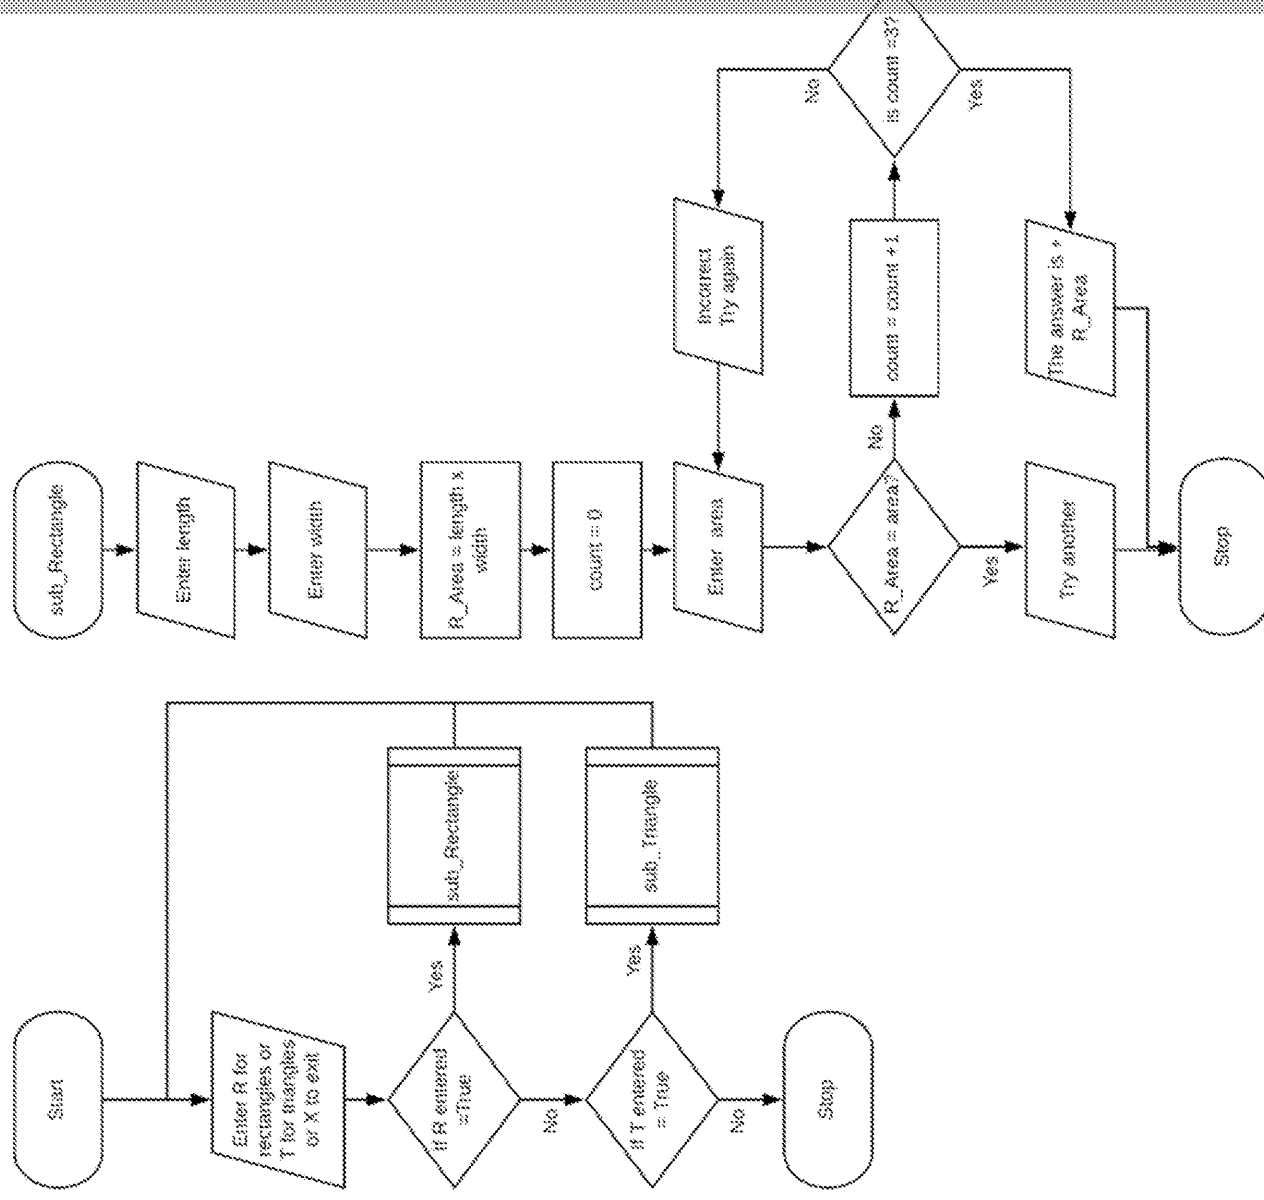 Start
Enter R for
rectangles or
T for triangles
or X to exit
If R entered
=True
Yes
No
sub_Rectangle
If T entered
= True
Yes
No
sub_Triangle
Stop
sub_Rectangle
Enter length
Enter width
R_Area = length x
width
count = 0
Enter area
R_Area = area?
No
Yes
count = count +1
is count =3?
No
Yes
Incorrect
Try again
The answer is +
R_Area
Try another
Stop